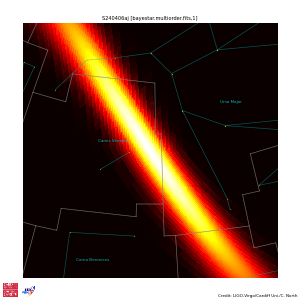 S240406aj [bayestar.multiorder.fits,1]
Ursa Major
Canes Venatici
Coma Berenices
Credit: LIGO-Virgo/Cardiff Uni./C. North